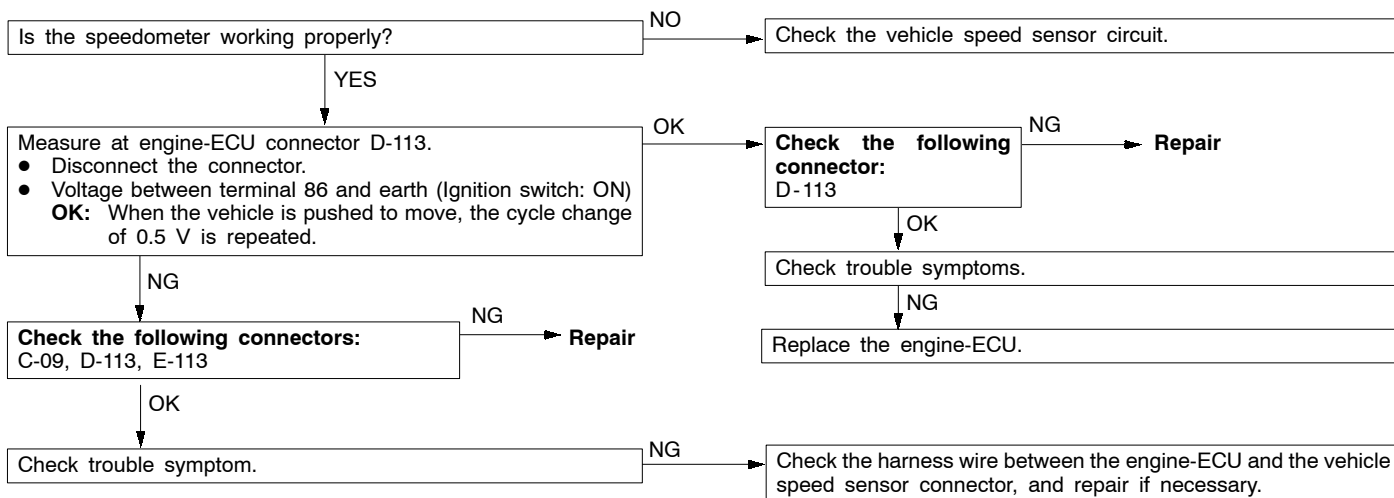 Is the speedometer working properly?
NO
Check the vehicle speed sensor circuit.
YES
Measure at engine-ECU connector D-113.
● Disconnect the connector.
● Voltage between terminal 86 and earth (Ignition switch: ON)
OK: When the vehicle is pushed to move, the cycle change
of 0.5 V is repeated.
OK
Check the following
connector:
D-113
NG
Repair
OK
Check trouble symptoms.
NG
Replace the engine-ECU.
NG
Check the following connectors:
C-09, D-113, E-113
NG
Repair
OK
Check trouble symptom.
NG
Check the harness wire between the engine-ECU and the vehicle
speed sensor connector, and repair if necessary.